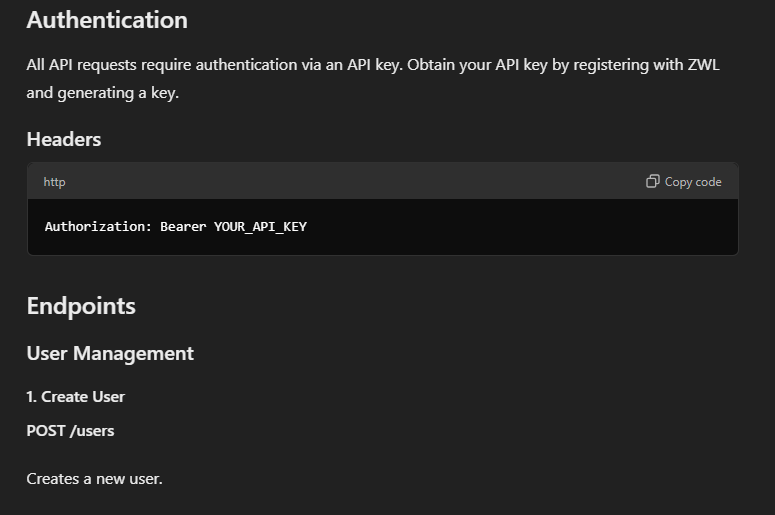 Authentication
All API requests require authentication via an API key. Obtain your API key by registering with ZWL
and generating a key.
Headers
http
Copy code
Authorization: Bearer YOUR_API_KEY
Endpoints
User Management
1. Create User
POST /users
Creates a new user.